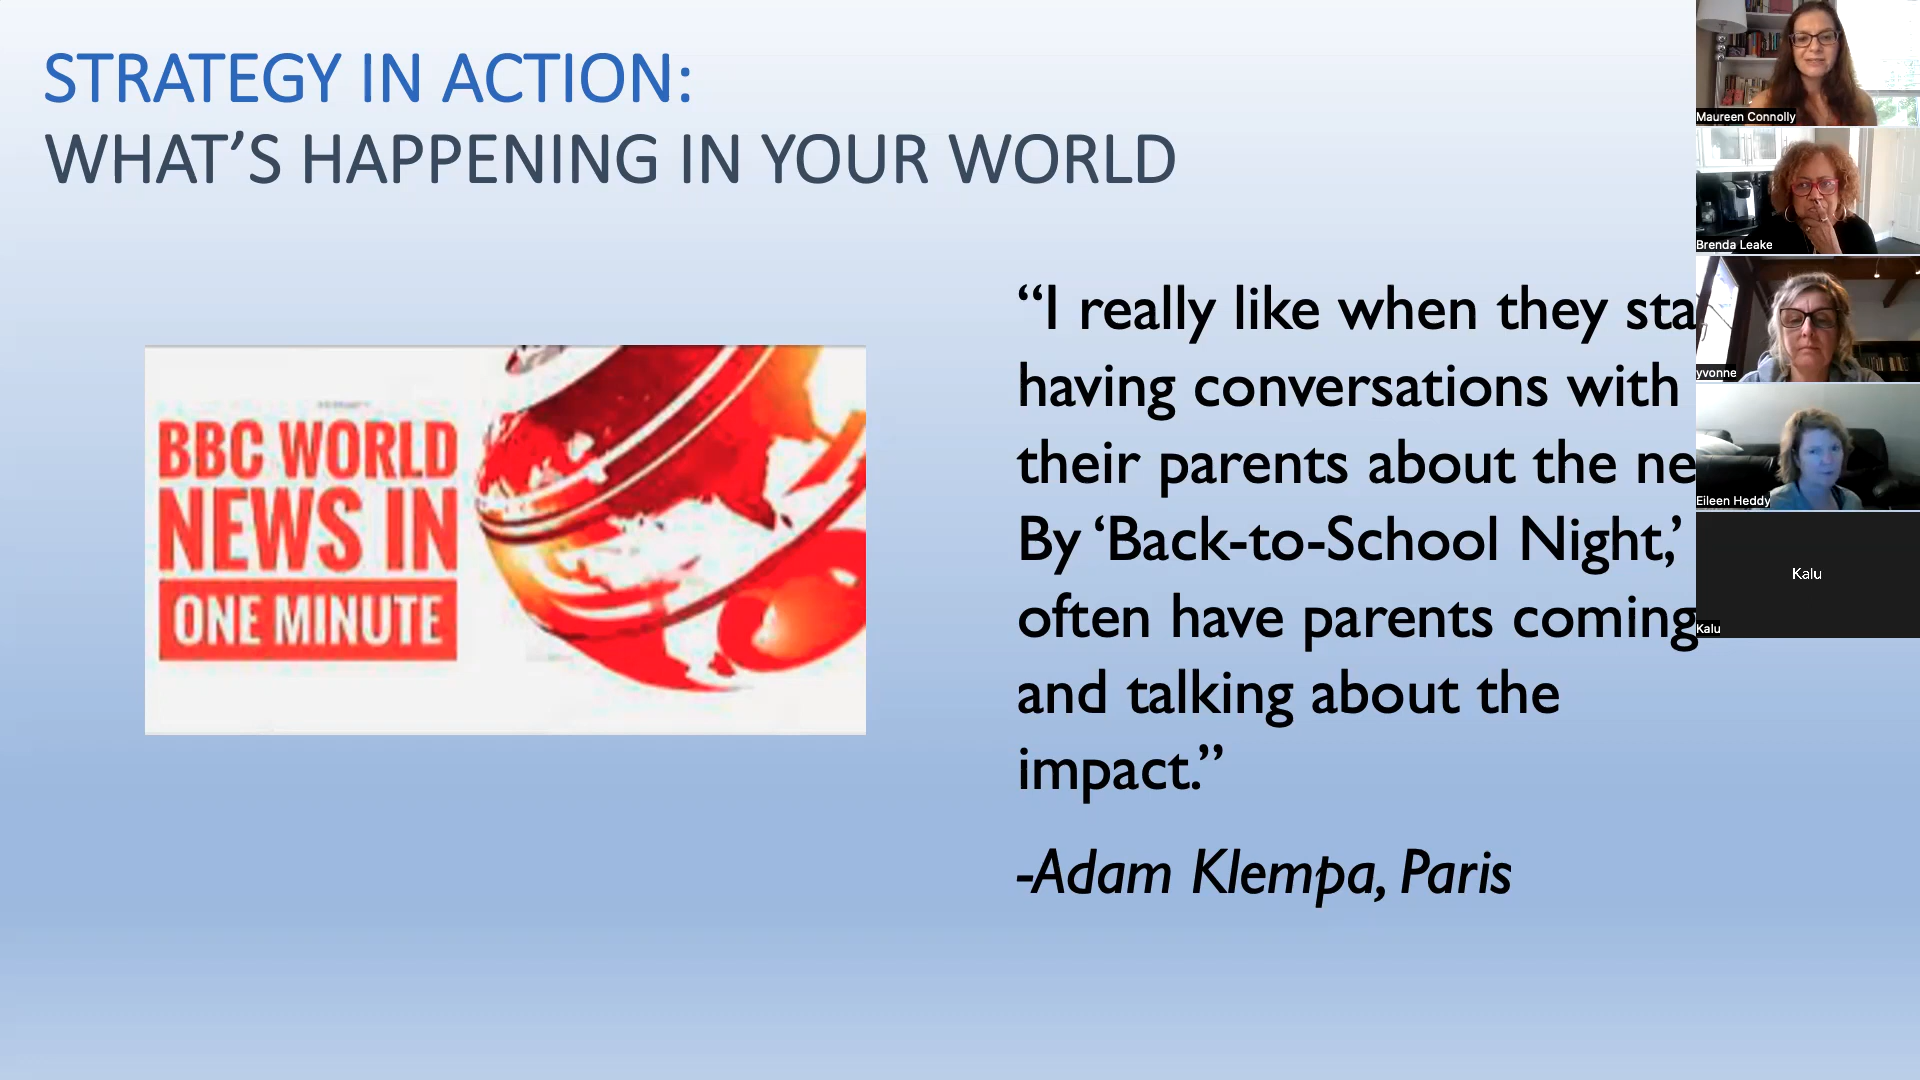 STRATEGY IN ACTION:
WHAT’S HAPPENING IN YOUR WORLD
BBC WORLD
NEWS IN
ONE MINUTE
“I really like when they
having conversations with
their parents about the
By ‘Back-to-School Night,’
often have parents coming
and talking about the
impact.”
-Adam Klempa, Paris
Maureen Connolly
Brenda Leake
yvonne
Eileen Heddy
Kalu
Kalu